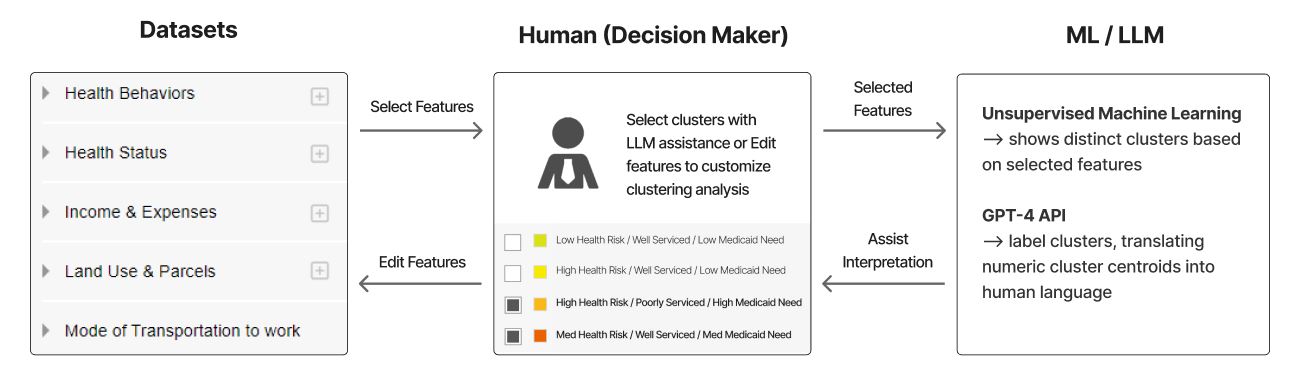 Datasets
Human (Decision Maker)
ML / LLM
Health Behaviors
Health Status
Income & Expenses
Land Use & Parcels
Mode of Transportation to work
Select Features
Edit Features
Select clusters with
LLM assistance or Edit
features to customize
clustering analysis
Low Health Risk / Well Serviced / Low Medicaid Need
High Health Risk / Well Serviced / Low Medicaid Need
High Health Risk / Poorly Serviced / High Medicaid Need
Med Health Risk / Well Serviced / Med Medicaid Need
Selected
Features
Assist
Interpretation
Unsupervised Machine Learning
→ shows distinct clusters based
on selected features
GPT-4 API
→ label clusters, translating
numeric cluster centroids into
human language